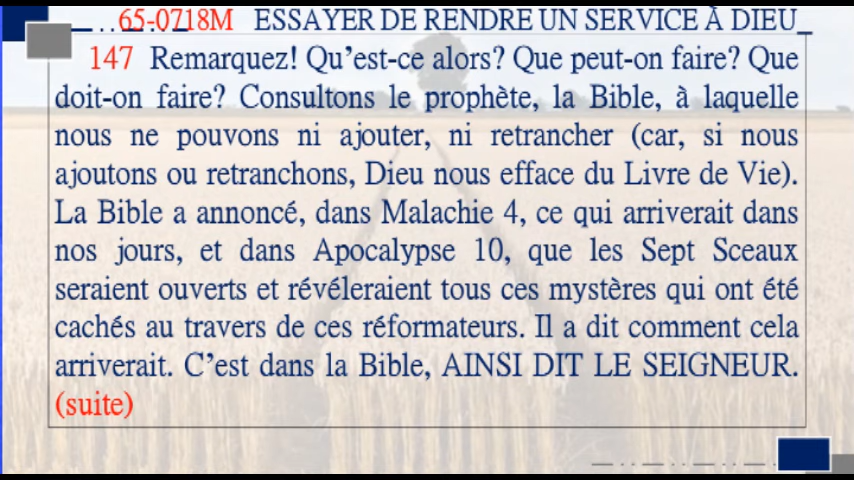 65-0718M ESSAYER DE RENDRE UN SERVICE À DIEU
147 Remarquez! Qu’est-ce alors? Que peut-on faire? Que
doit-on faire? Consultons le prophète, la Bible, à laquelle
nous ne pouvons ni ajouter, ni retrancher (car, si nous
ajoutons ou retranchons, Dieu nous efface du Livre de Vie).
La Bible a annoncé, dans Malachie 4, ce qui arriverait dans
nos jours, et dans Apocalypse 10, que les Sept Sceaux
seraient ouverts et révéleraient tous ces mystères qui ont été
cachés au travers de ces réformateurs. Il a dit comment cela
arriverait. C’est dans la Bible, AINSI DIT LE SEIGNEUR.
(suite)